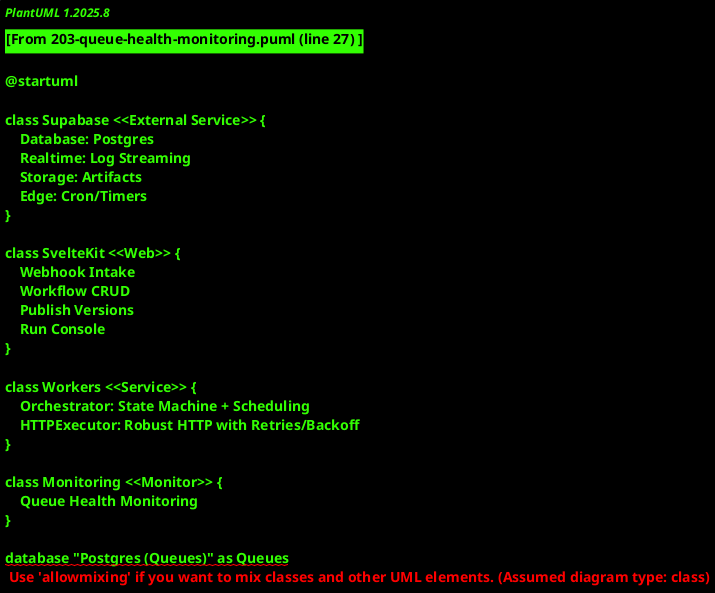 PlantUML 1.2025.8
[From 203-queue-health-monitoring.puml (line 27) ]
@startuml
class Supabase <<External Service>> {
Database: Postgres
Realtime: Log Streaming
Storage: Artifacts
Edge: Cron/Timers
}
class SvelteKit <<Web>> {
Webhook Intake
Workflow CRUD
Publish Versions
Run Console
}
class Workers <<Service>> {
Orchestrator: State Machine + Scheduling
HTTPExecutor: Robust HTTP with Retries/Backoff
}
class Monitoring <<Monitor>> {
Queue Health Monitoring
}
database "Postgres (Queues)" as Queues
Use 'allowmixing' if you want to mix classes and other UML elements. (Assumed diagram type: class)